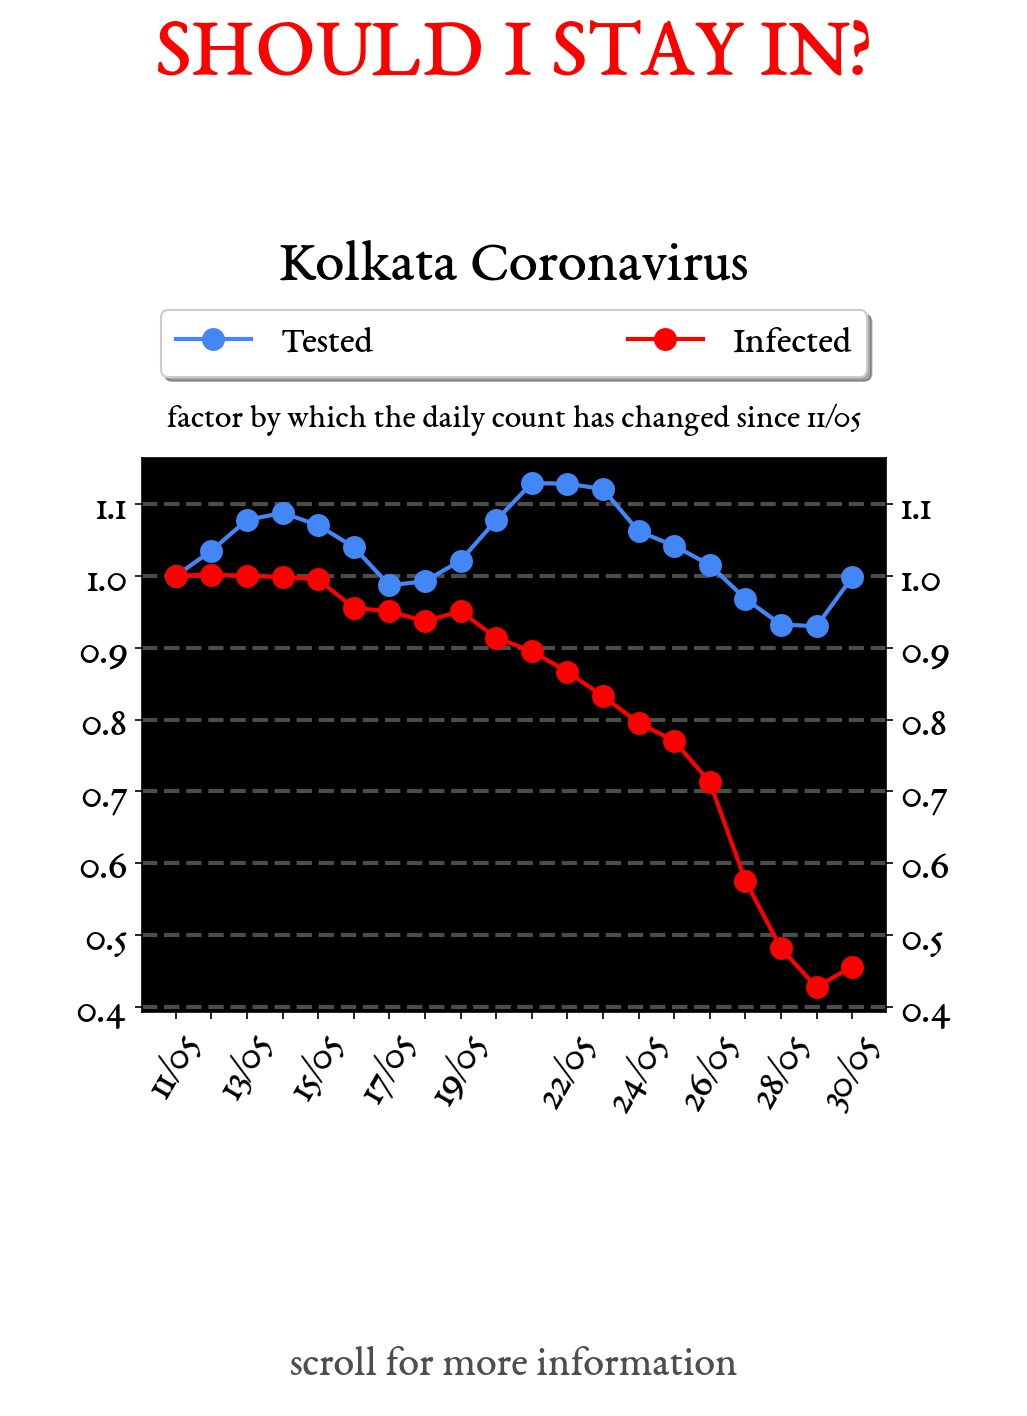 SHOULD I STAY IN?
Kolkata Coronavirus
Tested Infected
factor by which the daily count has changed since 11/05
1.1 1.1
1.0 1.0
0.9 0.9
0.8 0.8
0.7 0.7
0.6 0.6
0.5 0.5
0.4 0.4
11/05 13/05 15/05 17/05 19/05 22/05 24/05 26/05 28/05 30/05
scroll for more information